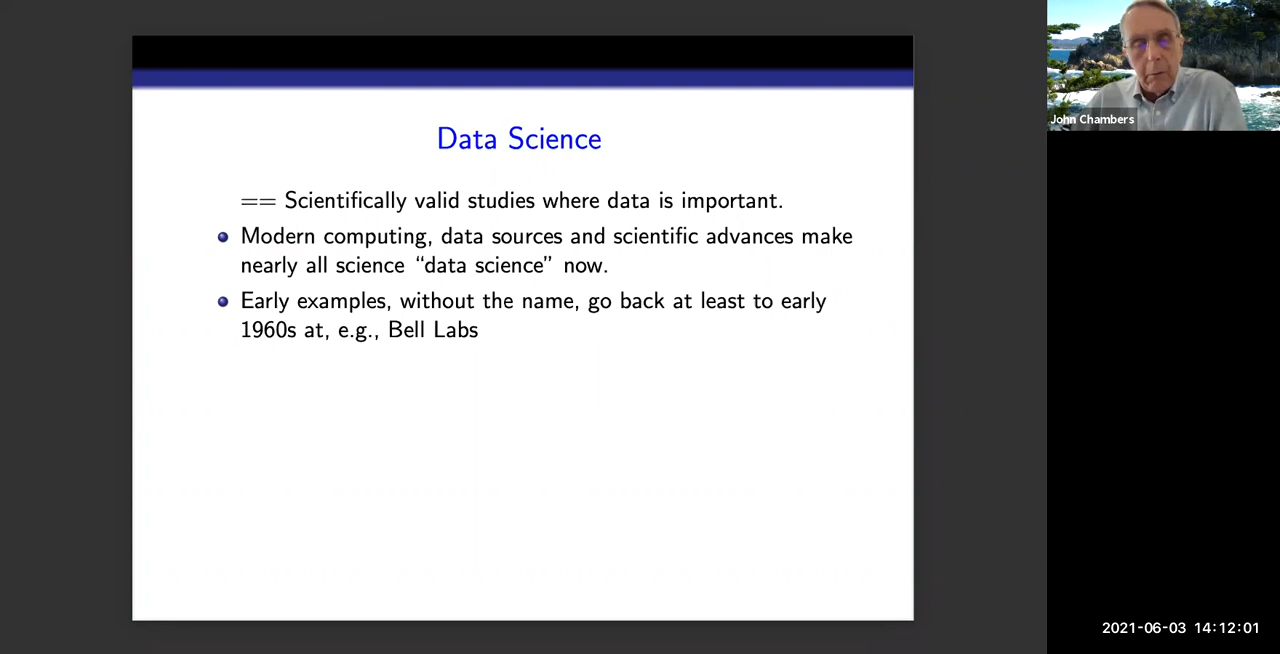 Data Science
== Scientifically valid studies where data is important.
Modern computing, data sources and scientific advances make
nearly all science “data science” now.
Early examples, without the name, go back at least to early
1960s at, e.g., Bell Labs
John Chambers
2021-06-03 14:12:01